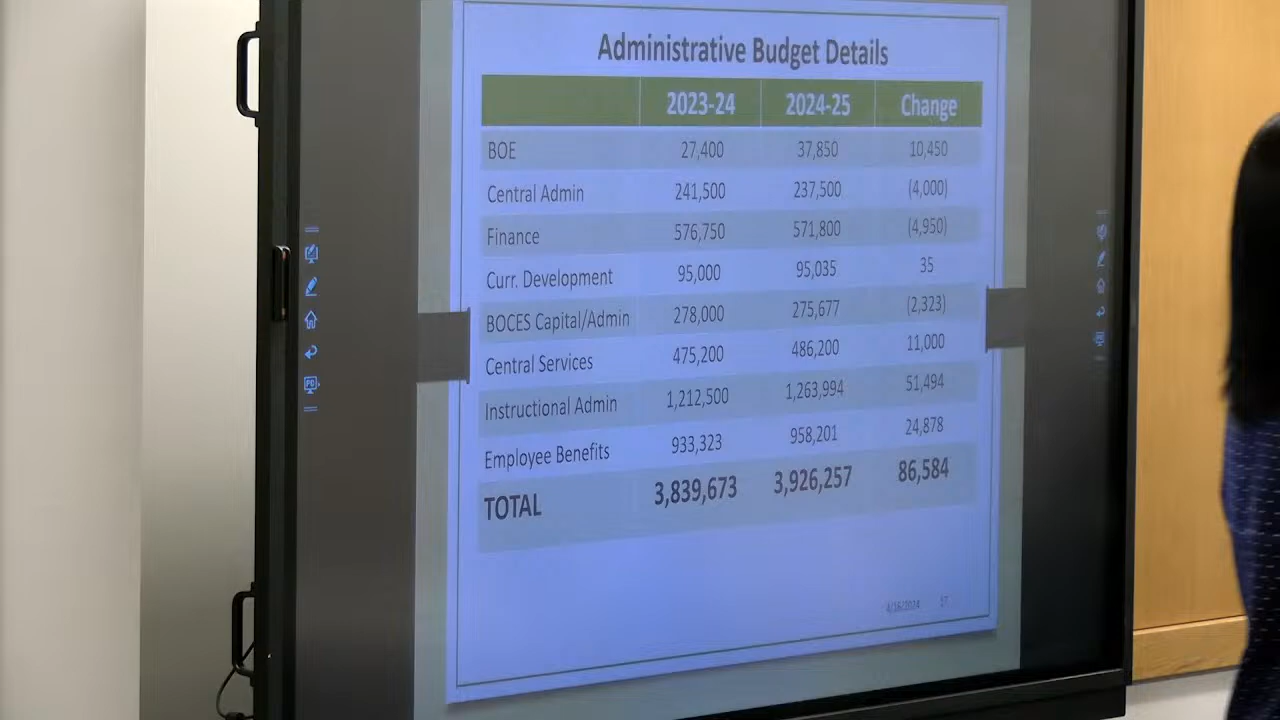 Administrative Budget Details
2023-24 2024-25 Change
BOE 27,400 37,850 10,450
Central Admin 241,500 237,500 (4,000)
Finance 576,750 571,800 (4,950)
Curr. Development 95,000 95,035 35
BOCES Capital/Admin 278,000 275,677 (2,323)
Central Services 475,200 486,200 11,000
Instructional Admin 1,212,500 1,263,994 51,494
Employee Benefits 933,323 958,201 24,878
TOTAL 3,839,673 3,926,257 86,584
4/16/2024 17